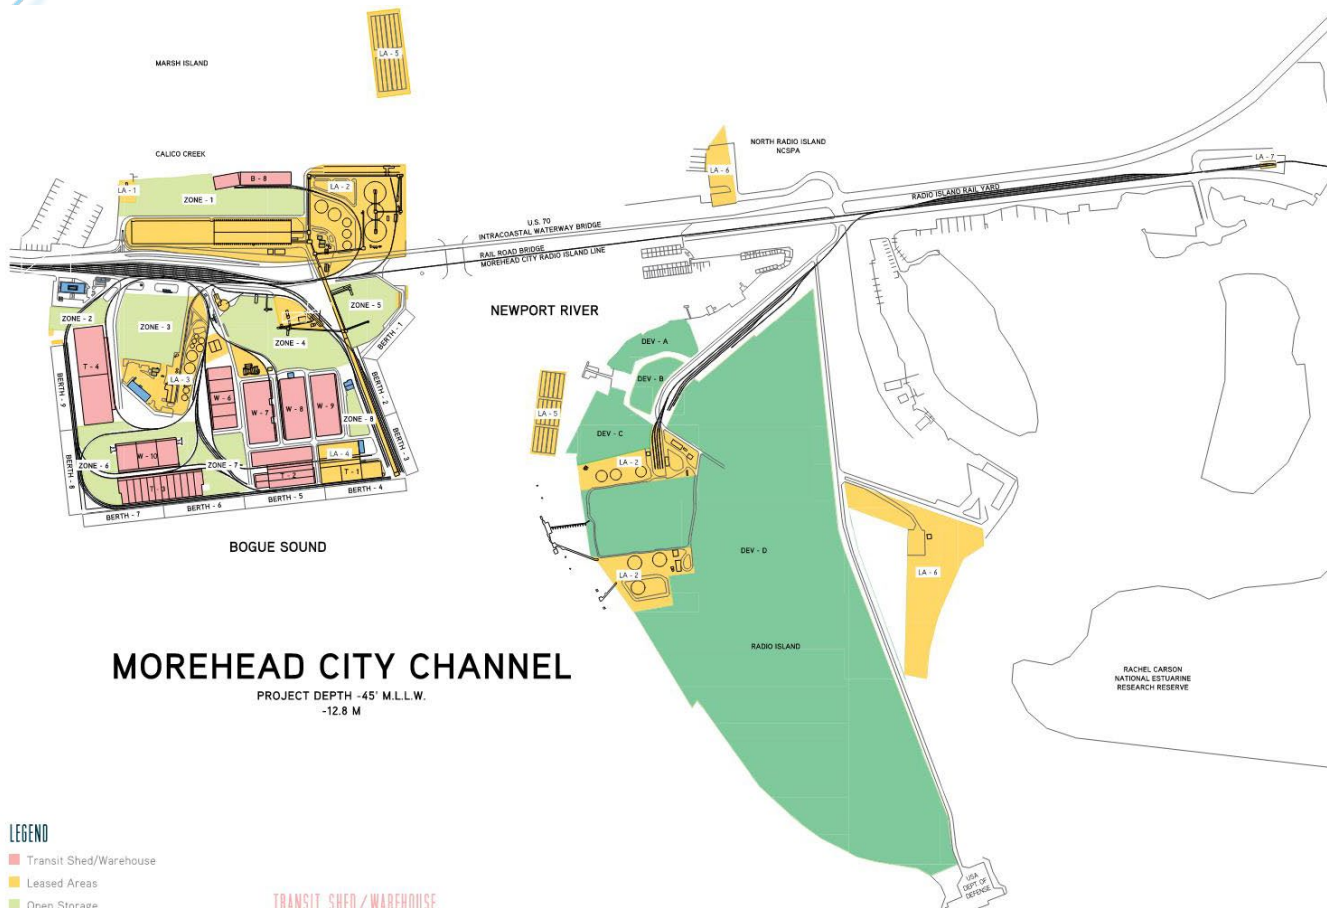 LA - 3
MARSH ISLAND
CALICO CREEK
NORTH RADIO ISLAND
NCSPA
LA - 1
B - 8
LA - 2
LA - 6
LA - 7
ZONE - 1
RADIO ISLAND RAIL YARD
U.S. 70
INTRACOASTAL WATERWAY BRIDGE
RAIL ROAD BRIDGE
MOREHEAD CITY RADIO ISLAND LINE
ZONE - 2
ZONE - 3
ZONE - 4
ZONE - 5
BERTH - 1
NEWPORT RIVER
T - 4
LA - 3
W - 6
W - 7
W - 8
W - 9
ZONE - 8
BERTH - 2
BERTH - 3
BERTH - 9
BERTH - 8
DEV - A
DEV - B
DEV - C
LA - 5
W - 10
ZONE - 6
ZONE - 7
LA - 4
T - 3
T - 2
T - 1
BERTH - 7
BERTH - 6
BERTH - 5
BERTH - 4
LA - 2
BOGUE SOUND
DEV - D
LA - 2
LA - 6
RADIO ISLAND
MOREHEAD CITY CHANNEL
PROJECT DEPTH -45' M.L.L.W.
-12.8 M
RACHEL CARSON
NATIONAL ESTUARINE
RESEARCH RESERVE
USA
DEPT OF
DEFENSE
LEGEND
Transit Shed/Warehouse
Leased Areas
Open Storage
TRANSIT SHED/WAREHOUSE